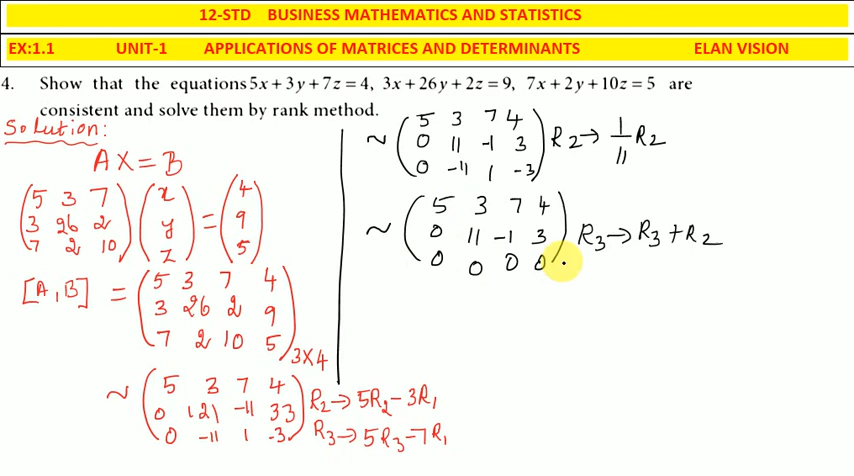 12-STD BUSINESS MATHEMATICS AND STATISTICS
EX:1.1 UNIT-1 APPLICATIONS OF MATRICES AND DETERMINANTS ELAN VISION
4. Show that the equations 5x + 3y + 7z = 4, 3x + 26y + 2z = 9, 7x + 2y + 10z = 5 are
consistent and solve them by rank method.
Solution:
AX = B
(5 3 7) (x) = (4)
(3 26 2) (y) (9)
(7 2 10) (z) (5)
[A,B] = (5 3 7 4)
(3 26 2 9)
(7 2 10 5) 3X4
~ (5 3 7 4)
(0 121 -11 33) R2 → 5R2 - 3R1
(0 -11 1 -3) R3 → 5R3 - 7R1
~ (5 3 7 4)
(0 11 -1 3) R2 → 1/11 R2
(0 -11 1 -3)
~ (5 3 7 4)
(0 11 -1 3) R3 → R3 + R2
(0 0 0 0)